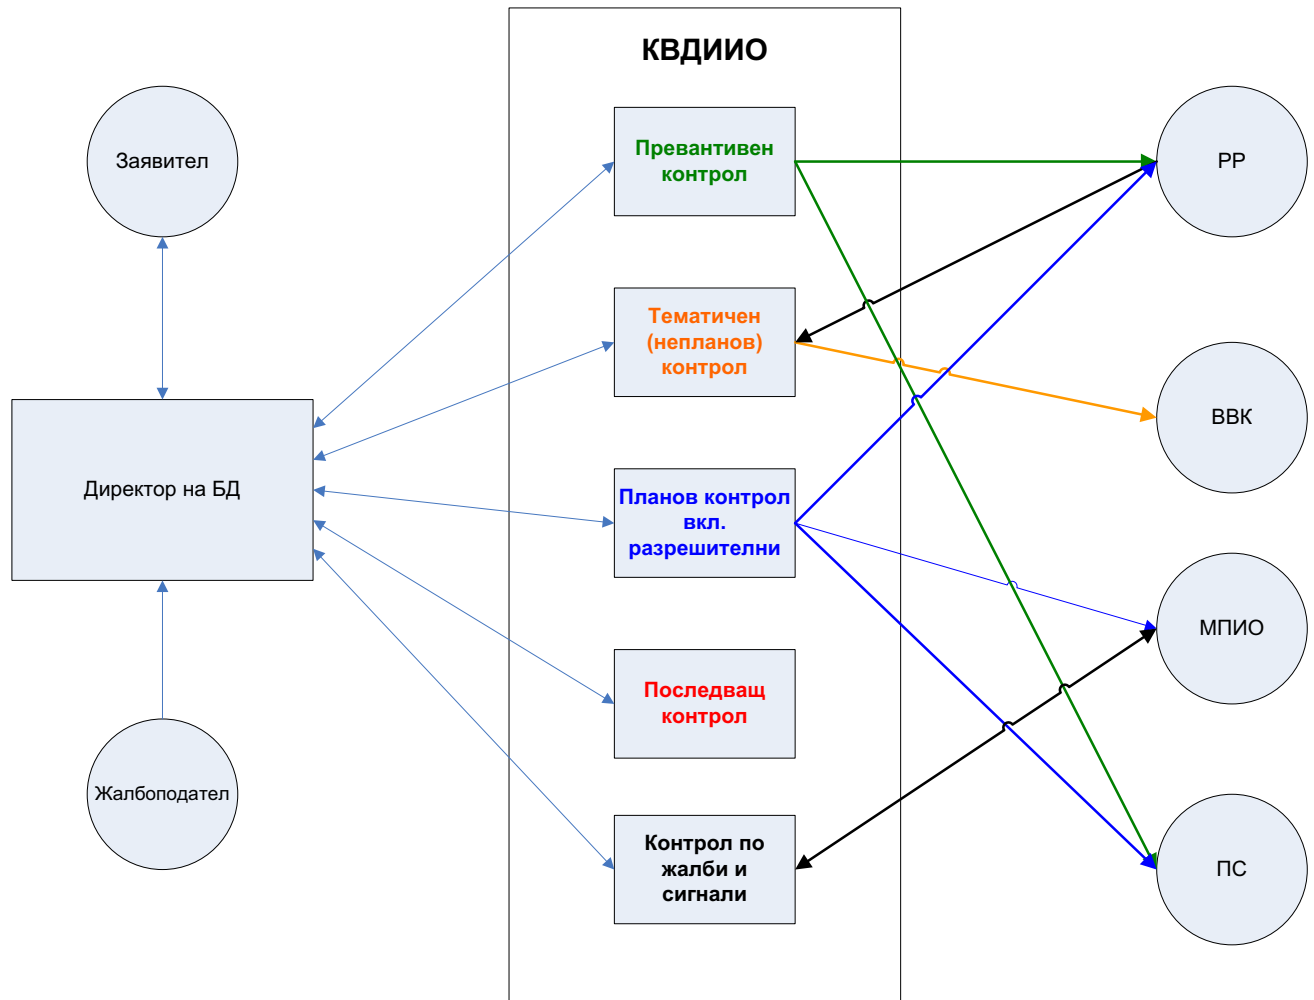 КВДИИО
Заявител
Директор на БД
Жалбоподател
Превантивен
контрол
Тематичен
(непланов)
контрол
Планов контрол
вкл.
разрешителни
Последващ
контрол
Контрол по
жалби и
сигнали
РР
ВВК
МПИО
ПС